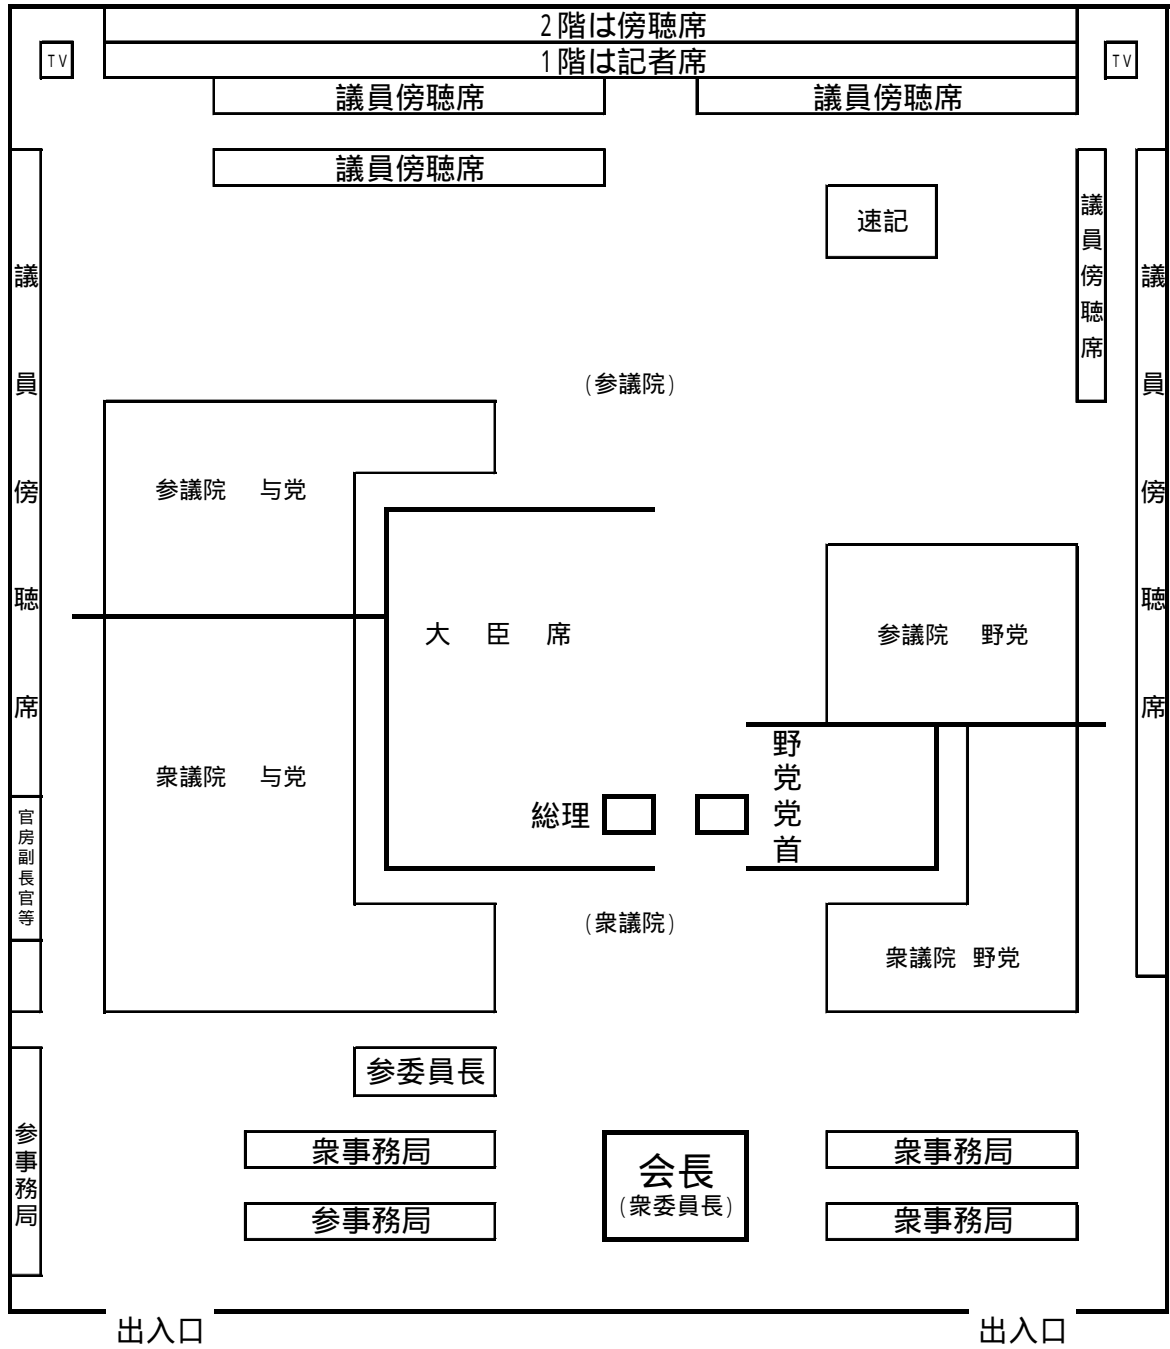 2階は傍聴席
TV
1階は記者席
TV
議員傍聴席
議員傍聴席
議員傍聴席
速記
議員傍聴席
議員傍聴席
議員傍聴席
(参議院)
参議院 与党
大臣席
参議院 野党
衆議院 与党
野党党首
総理
官房副長官等
(衆議院)
衆議院 野党
参委員長
参事務局
衆事務局
会長
(衆委員長)
衆事務局
参事務局
衆事務局
出入口
出入口